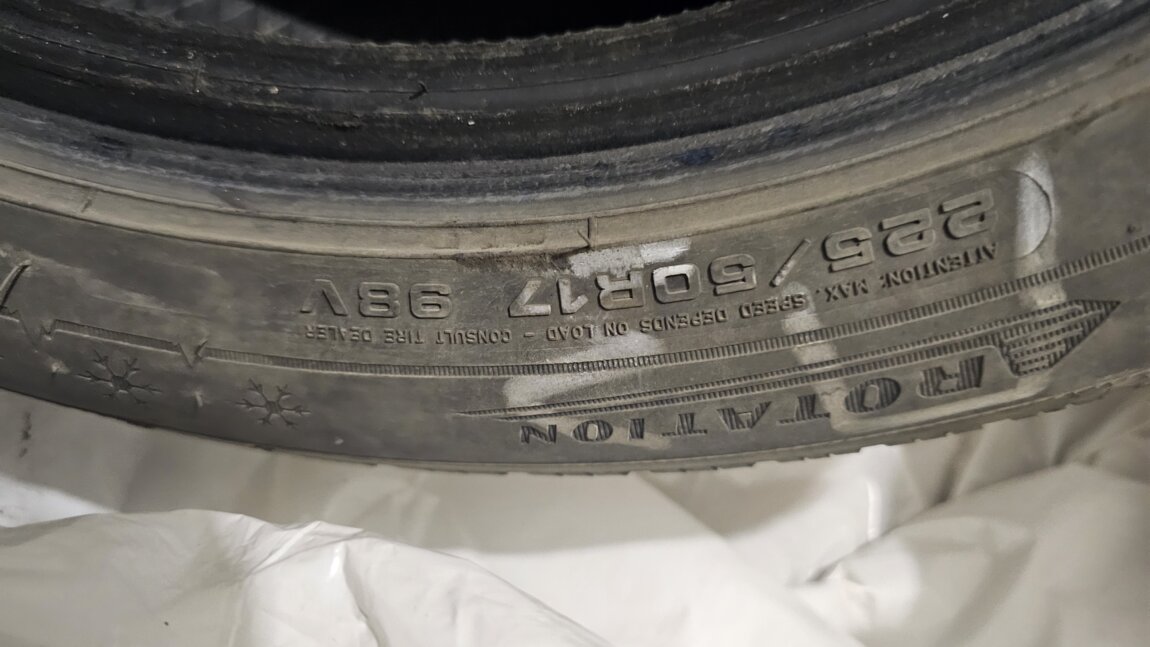 225/50R17 98V
ATTENTION: MAX. SPEED DEPENDS ON LOAD - CONSULT TIRE DEALER
ROTATION